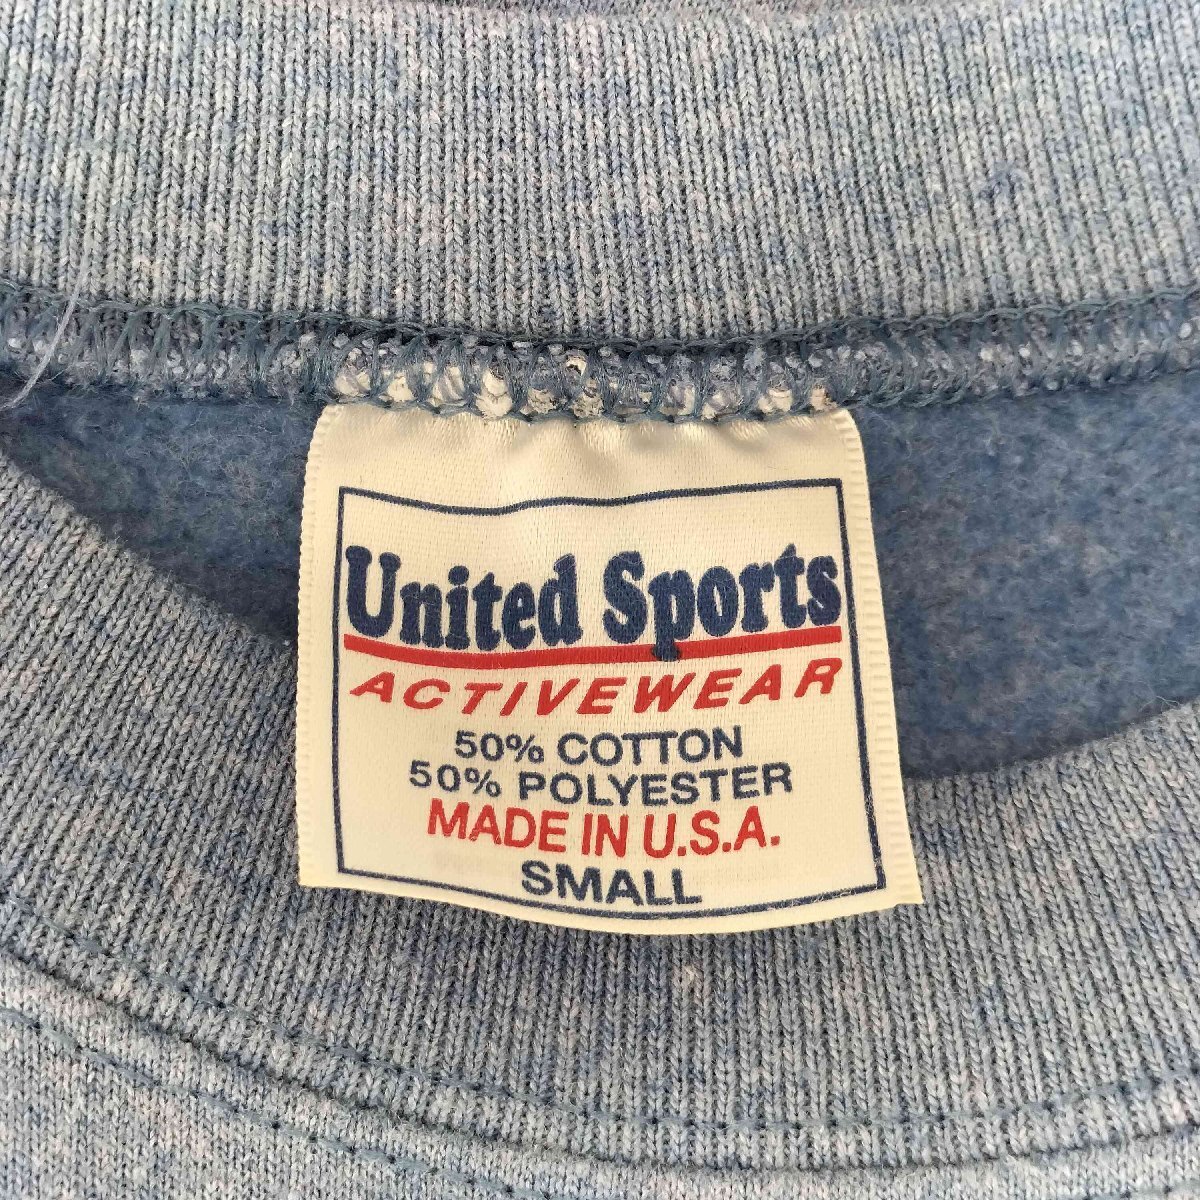 United Sports
ACTIVEWEAR
50% COTTON
50% POLYESTER
MADE IN U.S.A.
SMALL